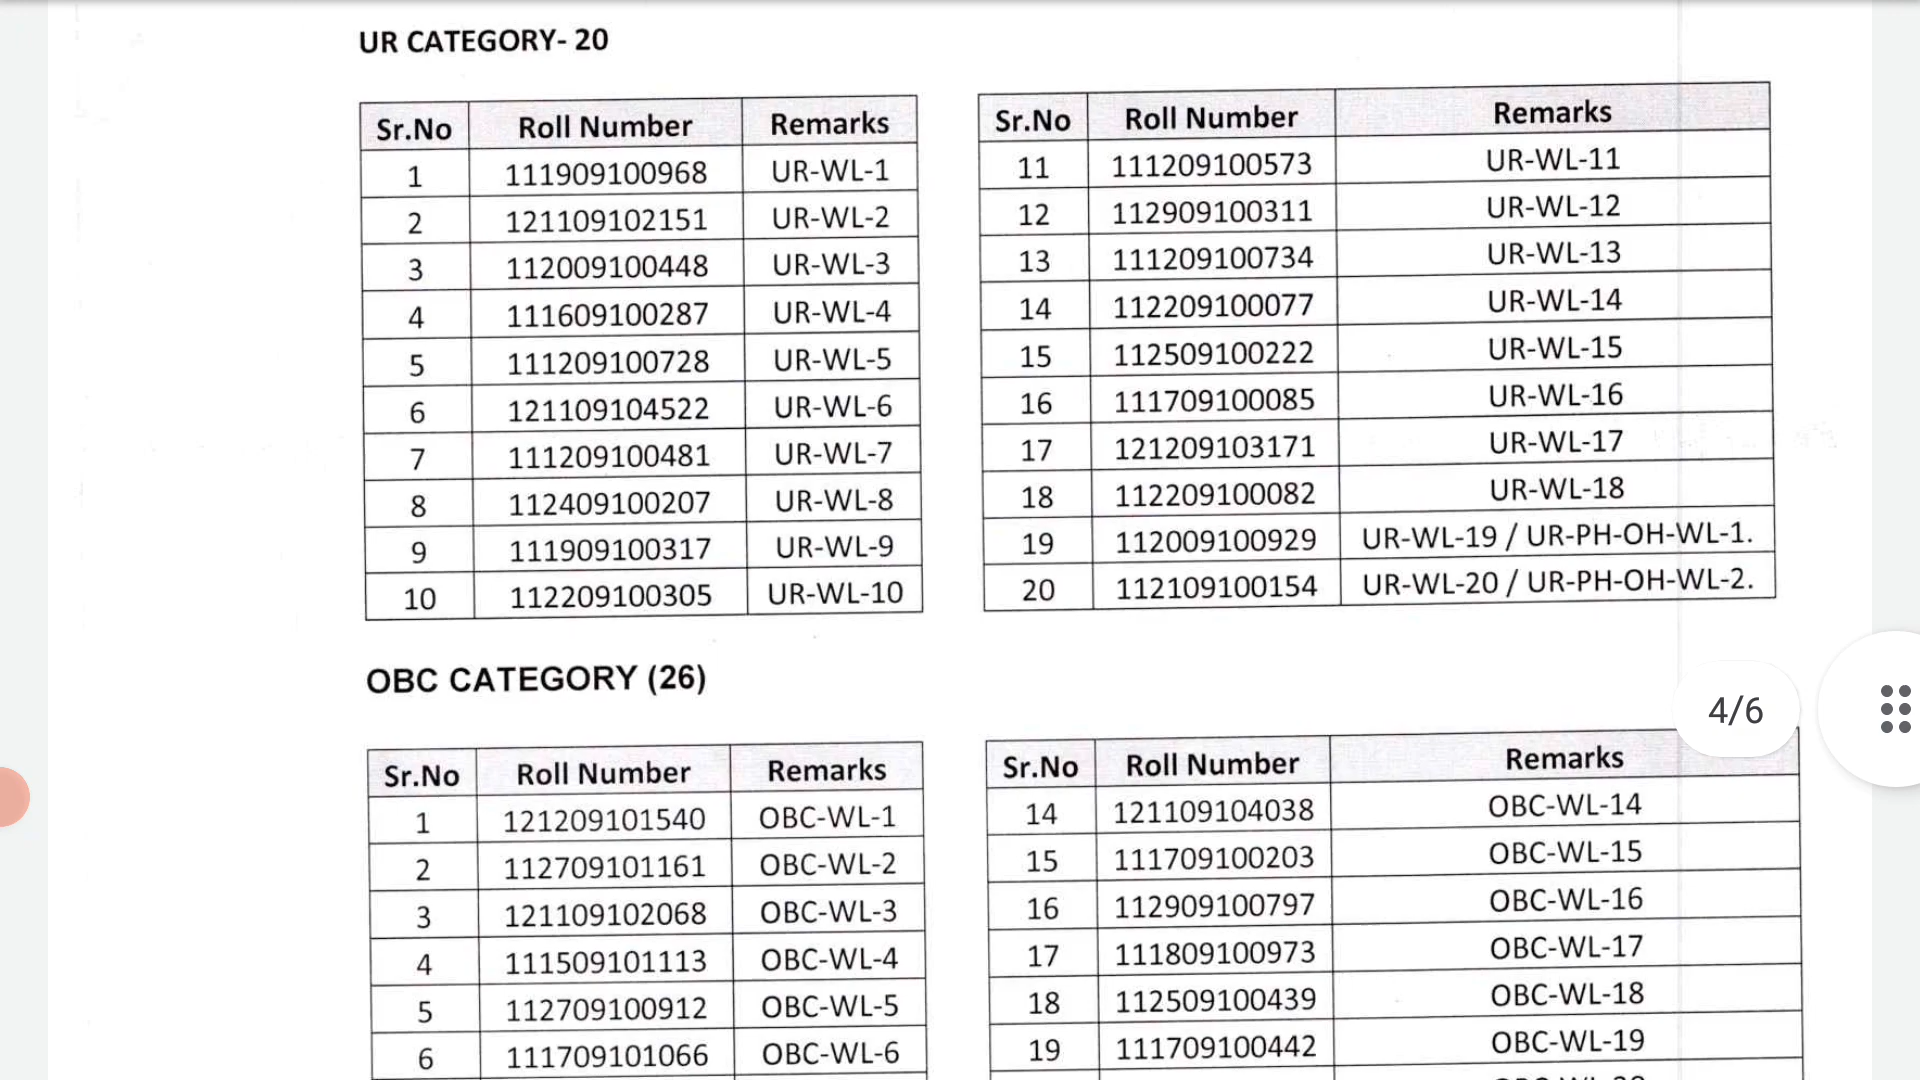 UR CATEGORY- 20
Sr.No Roll Number Remarks
1 111909100968 UR-WL-1
2 121109102151 UR-WL-2
3 112009100448 UR-WL-3
4 111609100287 UR-WL-4
5 111209100728 UR-WL-5
6 121109104522 UR-WL-6
7 111209100481 UR-WL-7
8 112409100207 UR-WL-8
9 111909100317 UR-WL-9
10 112209100305 UR-WL-10
Sr.No Roll Number Remarks
11 111209100573 UR-WL-11
12 112909100311 UR-WL-12
13 111209100734 UR-WL-13
14 112209100077 UR-WL-14
15 112509100222 UR-WL-15
16 111709100085 UR-WL-16
17 121209103171 UR-WL-17
18 112209100082 UR-WL-18
19 112009100929 UR-WL-19 / UR-PH-OH-WL-1.
20 112109100154 UR-WL-20 / UR-PH-OH-WL-2.
OBC CATEGORY (26)
Sr.No Roll Number Remarks
1 121209101540 OBC-WL-1
2 112709101161 OBC-WL-2
3 121109102068 OBC-WL-3
4 111509101113 OBC-WL-4
5 112709100912 OBC-WL-5
6 111709101066 OBC-WL-6
Sr.No Roll Number Remarks
14 121109104038 OBC-WL-14
15 111709100203 OBC-WL-15
16 112909100797 OBC-WL-16
17 111809100973 OBC-WL-17
18 112509100439 OBC-WL-18
19 111709100442 OBC-WL-19
4/6